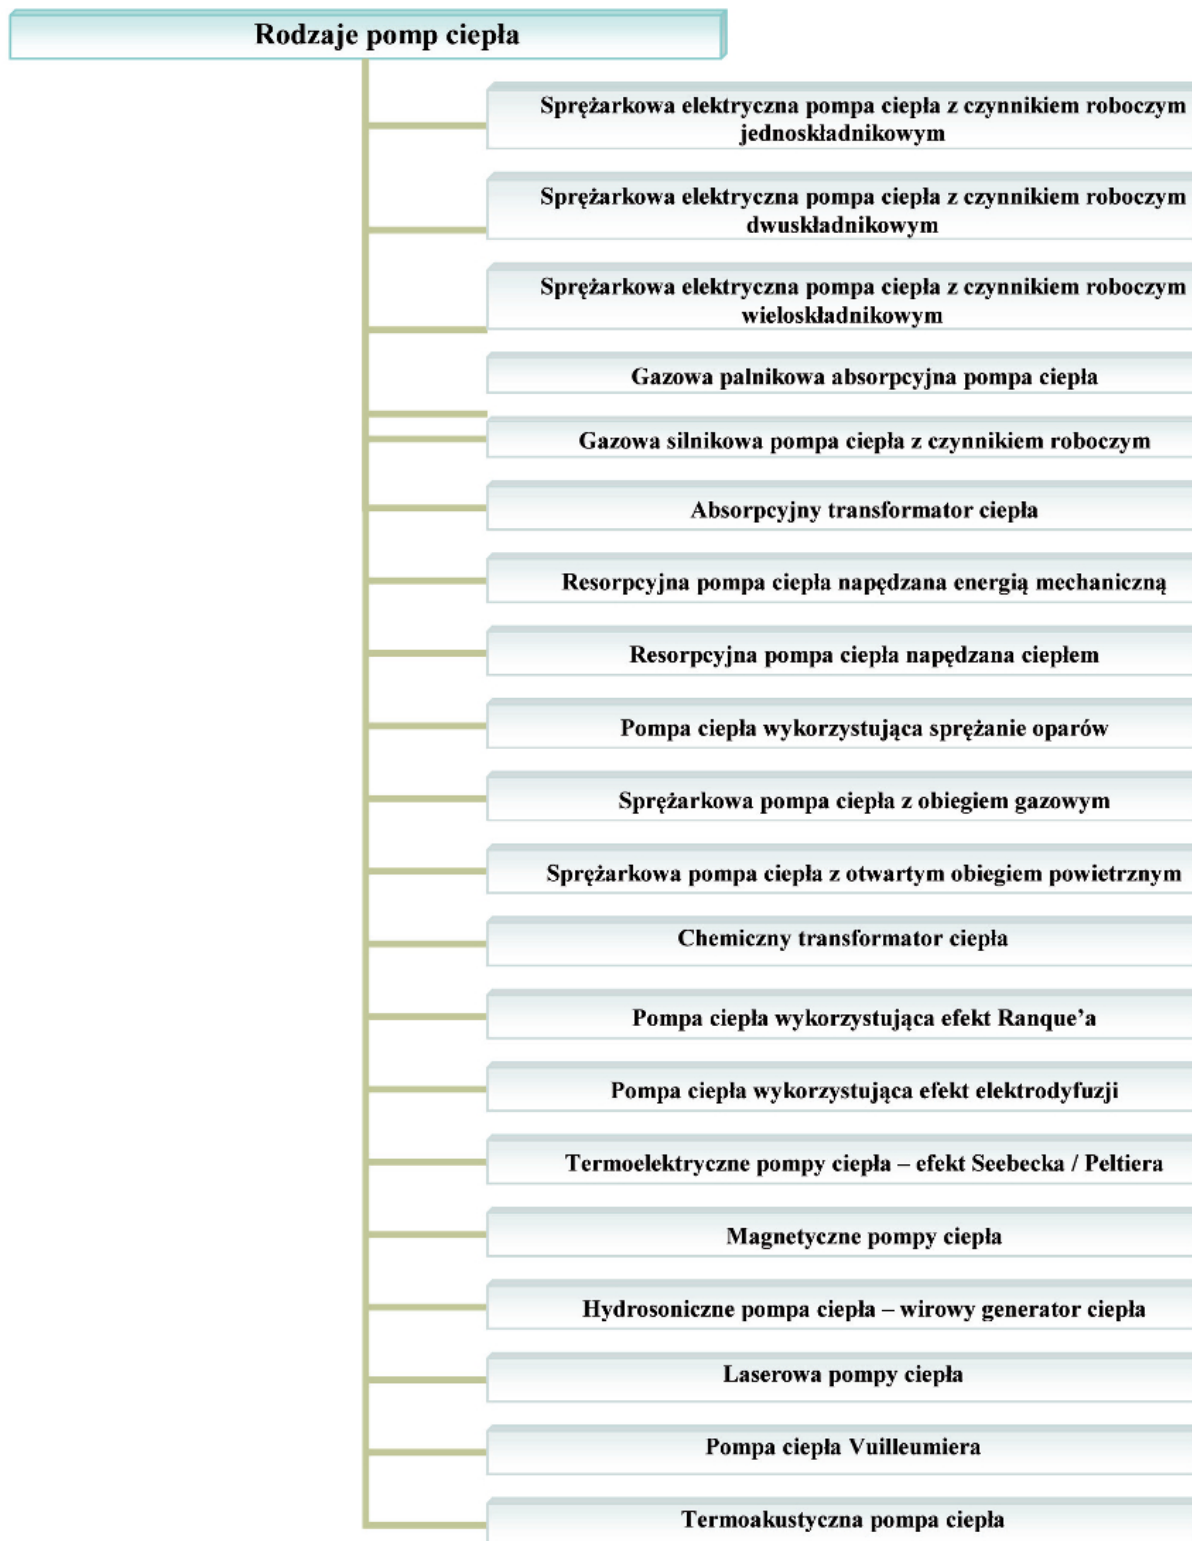 Rodzaje pomp ciepła
Sprężarkowa elektryczna pompa ciepła z czynnikiem roboczym
jednoskładnikowym
Sprężarkowa elektryczna pompa ciepła z czynnikiem roboczym
dwuskładnikowym
Sprężarkowa elektryczna pompa ciepła z czynnikiem roboczym
wieloskładnikowym
Gazowa palnikowa absorpcyjna pompa ciepła
Gazowa silnikowa pompa ciepła z czynnikiem roboczym
Absorpcyjny transformator ciepła
Resorpcyjna pompa ciepła napędzana energią mechaniczną
Resorpcyjna pompa ciepła napędzana ciepłem
Pompa ciepła wykorzystująca sprężanie oparów
Sprężarkowa pompa ciepła z obiegiem gazowym
Sprężarkowa pompa ciepła z otwartym obiegiem powietrznym
Chemiczny transformator ciepła
Pompa ciepła wykorzystująca efekt Ranque’a
Pompa ciepła wykorzystująca efekt elektrodyfuzji
Termoelektryczne pompy ciepła – efekt Seebecka / Peltiera
Magnetyczne pompy ciepła
Hydrosoniczne pompa ciepła – wirowy generator ciepła
Laserowa pompy ciepła
Pompa ciepła Vuilleumiera
Termoakustyczna pompa ciepła